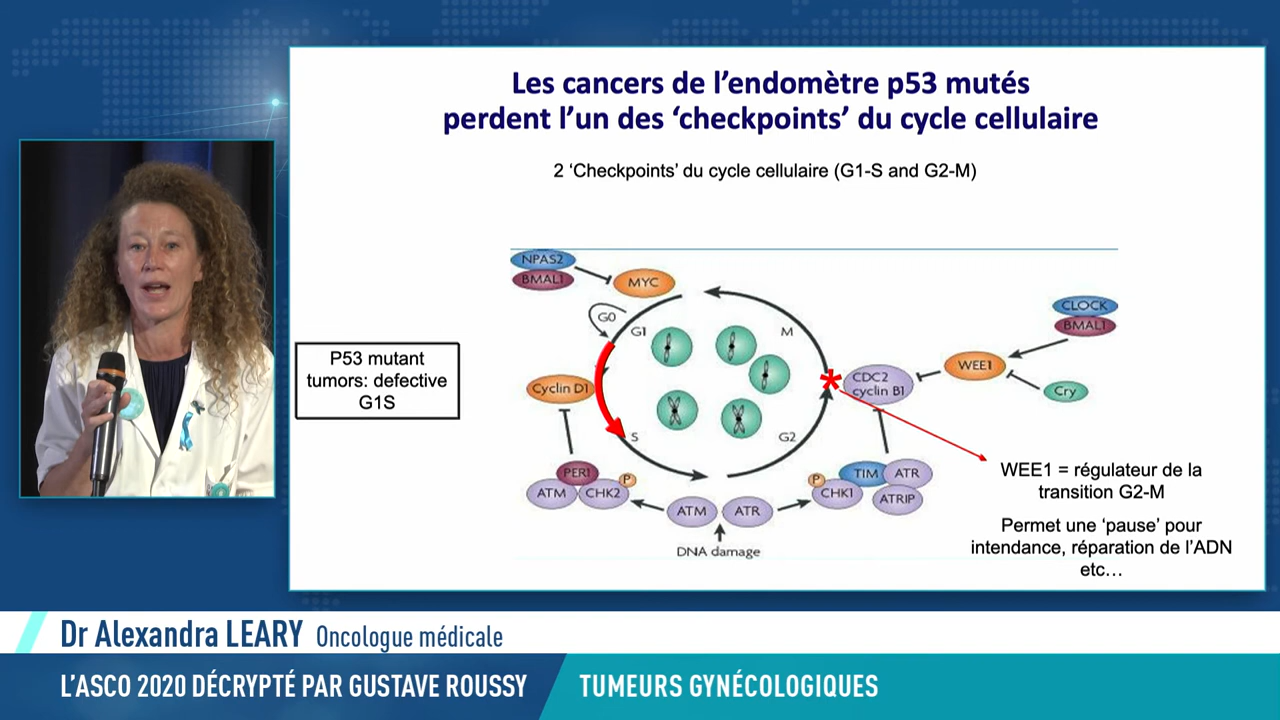 Les cancers de l'endomètre p53 mutés
perdent l'un des 'checkpoints' du cycle cellulaire
2 'Checkpoints' du cycle cellulaire (G1-S and G2-M)
NPAS2
BMAL1
MYC
G0
G1
M
CLOCK
BMAL1
P53 mutant
tumors: defective
G1S
Cyclin D1
*
CDC2
cyclin B1
WEE1
Cry
S
G2
PER1
P
ATM
CHK2
ATM
ATR
P
CHK1
TIM
ATR
ATRIP
DNA damage
WEE1 = régulateur de la
transition G2-M
Permet une 'pause' pour
intendance, réparation de l'ADN
etc…
Dr Alexandra LEARY Oncologue médicale
L'ASCO 2020 DÉCRYPTÉ PAR GUSTAVE ROUSSY
TUMEURS GYNÉCOLOGIQUES